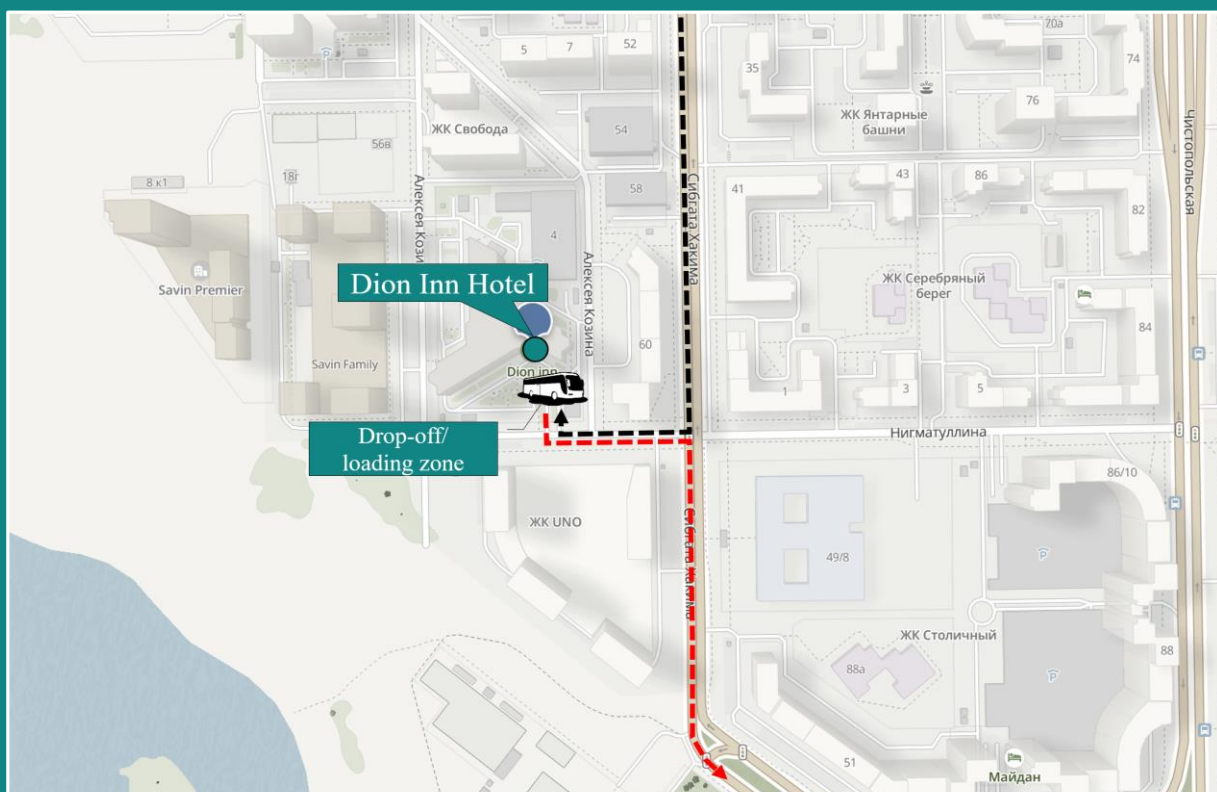 70а
52
5
7
35
74
76
ЖК Янтарные
башни
ЖК Свобода
54
56в
18г
43
86
8 к1
58
41
82
Алексея Кози
Сибгата Хакима
Чистопольская
4
Dion Inn Hotel
Алексея Козина
ЖК Серебряный
берег
Savin Premier
84
60
Savin Family
Dion inn
1
3
5
Drop-off/
loading zone
Нигматуллина
86/10
ЖК UNO
Сибгата Хакима
49/8
ЖК Столичный
88
88а
51
Майдан